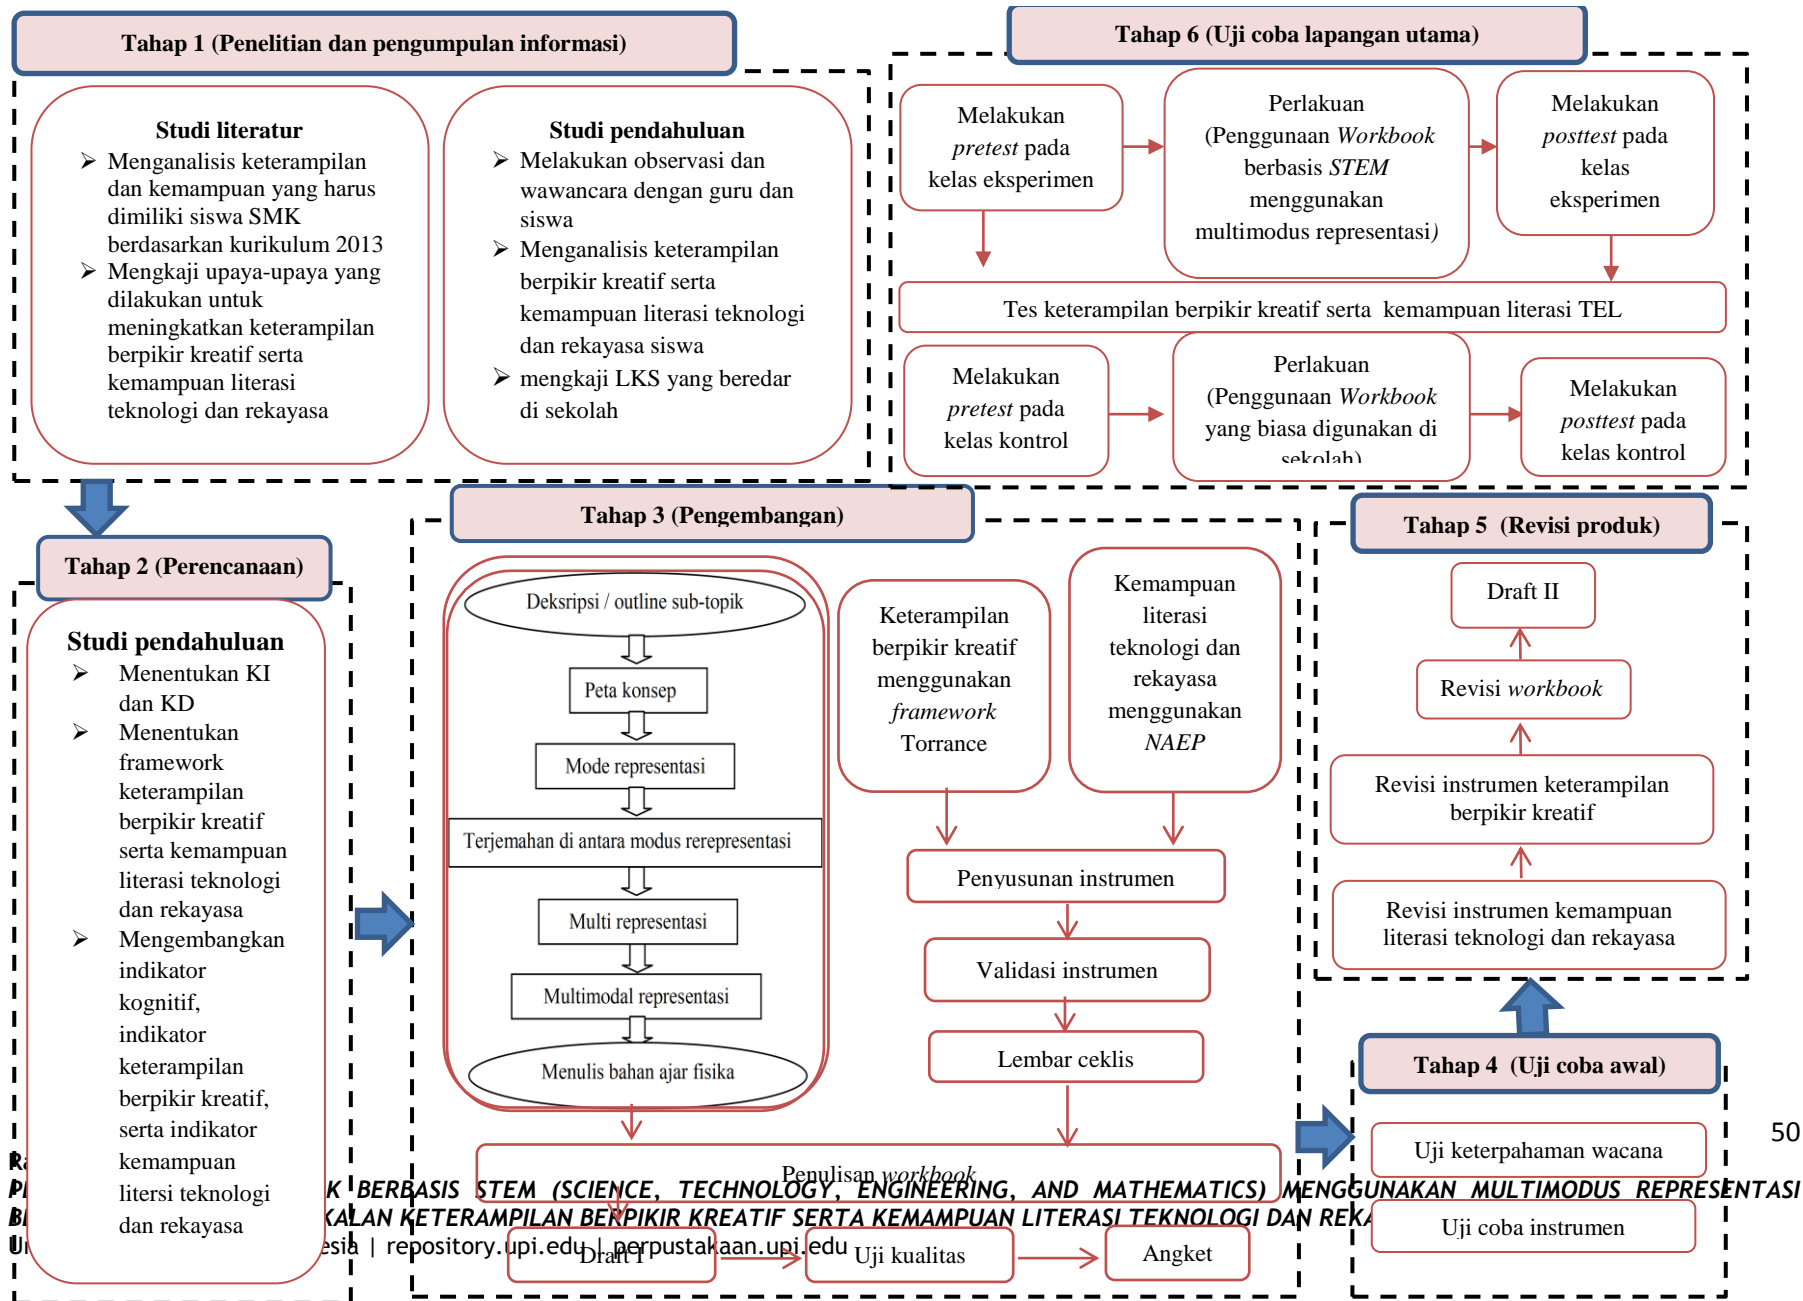 Tahap 1 (Penelitian dan pengumpulan informasi)
Studi literatur
➢ Menganalisis keterampilan
dan kemampuan yang harus
dimiliki siswa SMK
berdasarkan kurikulum 2013
➢ Mengkaji upaya-upaya yang
dilakukan untuk
meningkatkan keterampilan
berpikir kreatif serta
kemampuan literasi
teknologi dan rekayasa
Studi pendahuluan
➢ Melakukan observasi dan
wawancara dengan guru dan
siswa
➢ Menganalisis keterampilan
berpikir kreatif serta
kemampuan literasi teknologi
dan rekayasa siswa
➢ mengkaji LKS yang beredar
di sekolah
Tahap 2 (Perencanaan)
Studi pendahuluan
➢ Menentukan KI
dan KD
➢ Menentukan
framework
keterampilan
berpikir kreatif
serta kemampuan
literasi teknologi
dan rekayasa
➢ Mengembangkan
indikator
kognitif,
indikator
keterampilan
berpikir kreatif,
serta indikator
kemampuan
litersi teknologi
dan rekayasa
Tahap 3 (Pengembangan)
Deksripsi / outline sub-topik
Peta konsep
Mode representasi
Terjemahan di antara modus rerepresentasi
Multi representasi
Multimodal representasi
Menulis bahan ajar fisika
Keterampilan
berpikir kreatif
menggunakan
framework
Torrance
Kemampuan
literasi
teknologi dan
rekayasa
menggunakan
NAEP
Penyusunan instrumen
Validasi instrumen
Lembar ceklis
Penulisan workbook
Draft I
Uji kualitas
Angket
Tahap 4 (Uji coba awal)
Uji keterpahaman wacana
Uji coba instrumen
Tahap 5 (Revisi produk)
Draft II
Revisi workbook
Revisi instrumen keterampilan
berpikir kreatif
Revisi instrumen kemampuan
literasi teknologi dan rekayasa
Tahap 6 (Uji coba lapangan utama)
Melakukan
pretest pada
kelas eksperimen
Perlakuan
(Penggunaan Workbook
berbasis STEM
menggunakan
multimodus representasi)
Melakukan
posttest pada
kelas
eksperimen
Tes keterampilan berpikir kreatif serta kemampuan literasi TEL
Melakukan
pretest pada
kelas kontrol
Perlakuan
(Penggunaan Workbook
yang biasa digunakan di
sekolah)
Melakukan
posttest pada
kelas kontrol
50
K BERBASIS STEM (SCIENCE, TECHNOLOGY, ENGINEERING, AND MATHEMATICS) MENGGUNAKAN MULTIMODUS REPRESENTASI
KALAN KETERAMPILAN BERPIKIR KREATIF SERTA KEMAMPUAN LITERASI TEKNOLOGI DAN REKA
esia | repository.upi.edu | perpustakaan.upi.edu